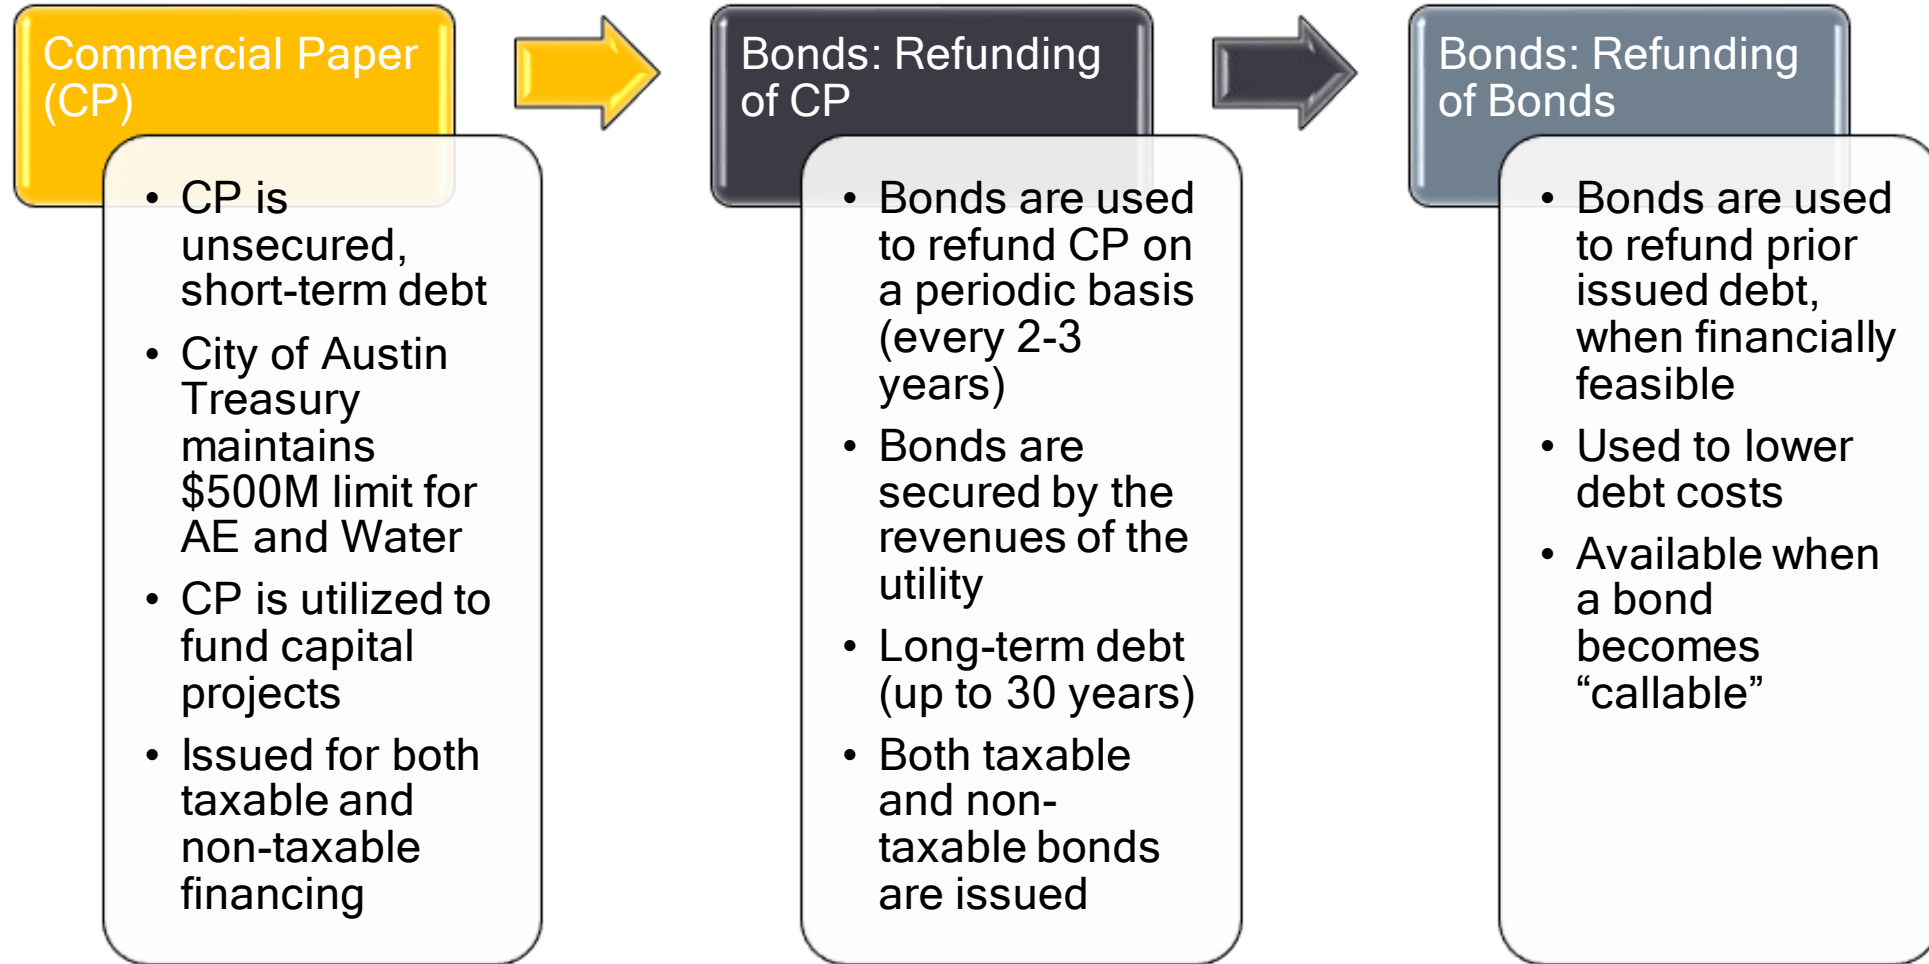 Commercial Paper
(CP)
• CP is
unsecured,
short-term debt
• City of Austin
Treasury
maintains
$500M limit for
AE and Water
• CP is utilized to
fund capital
projects
• Issued for both
taxable and
non-taxable
financing
Bonds: Refunding
of CP
• Bonds are used
to refund CP on
a periodic basis
(every 2-3
years)
• Bonds are
secured by the
revenues of the
utility
• Long-term debt
(up to 30 years)
• Both taxable
and non-
taxable bonds
are issued
Bonds: Refunding
of Bonds
• Bonds are used
to refund prior
issued debt,
when financially
feasible
• Used to lower
debt costs
• Available when
a bond
becomes
“callable”